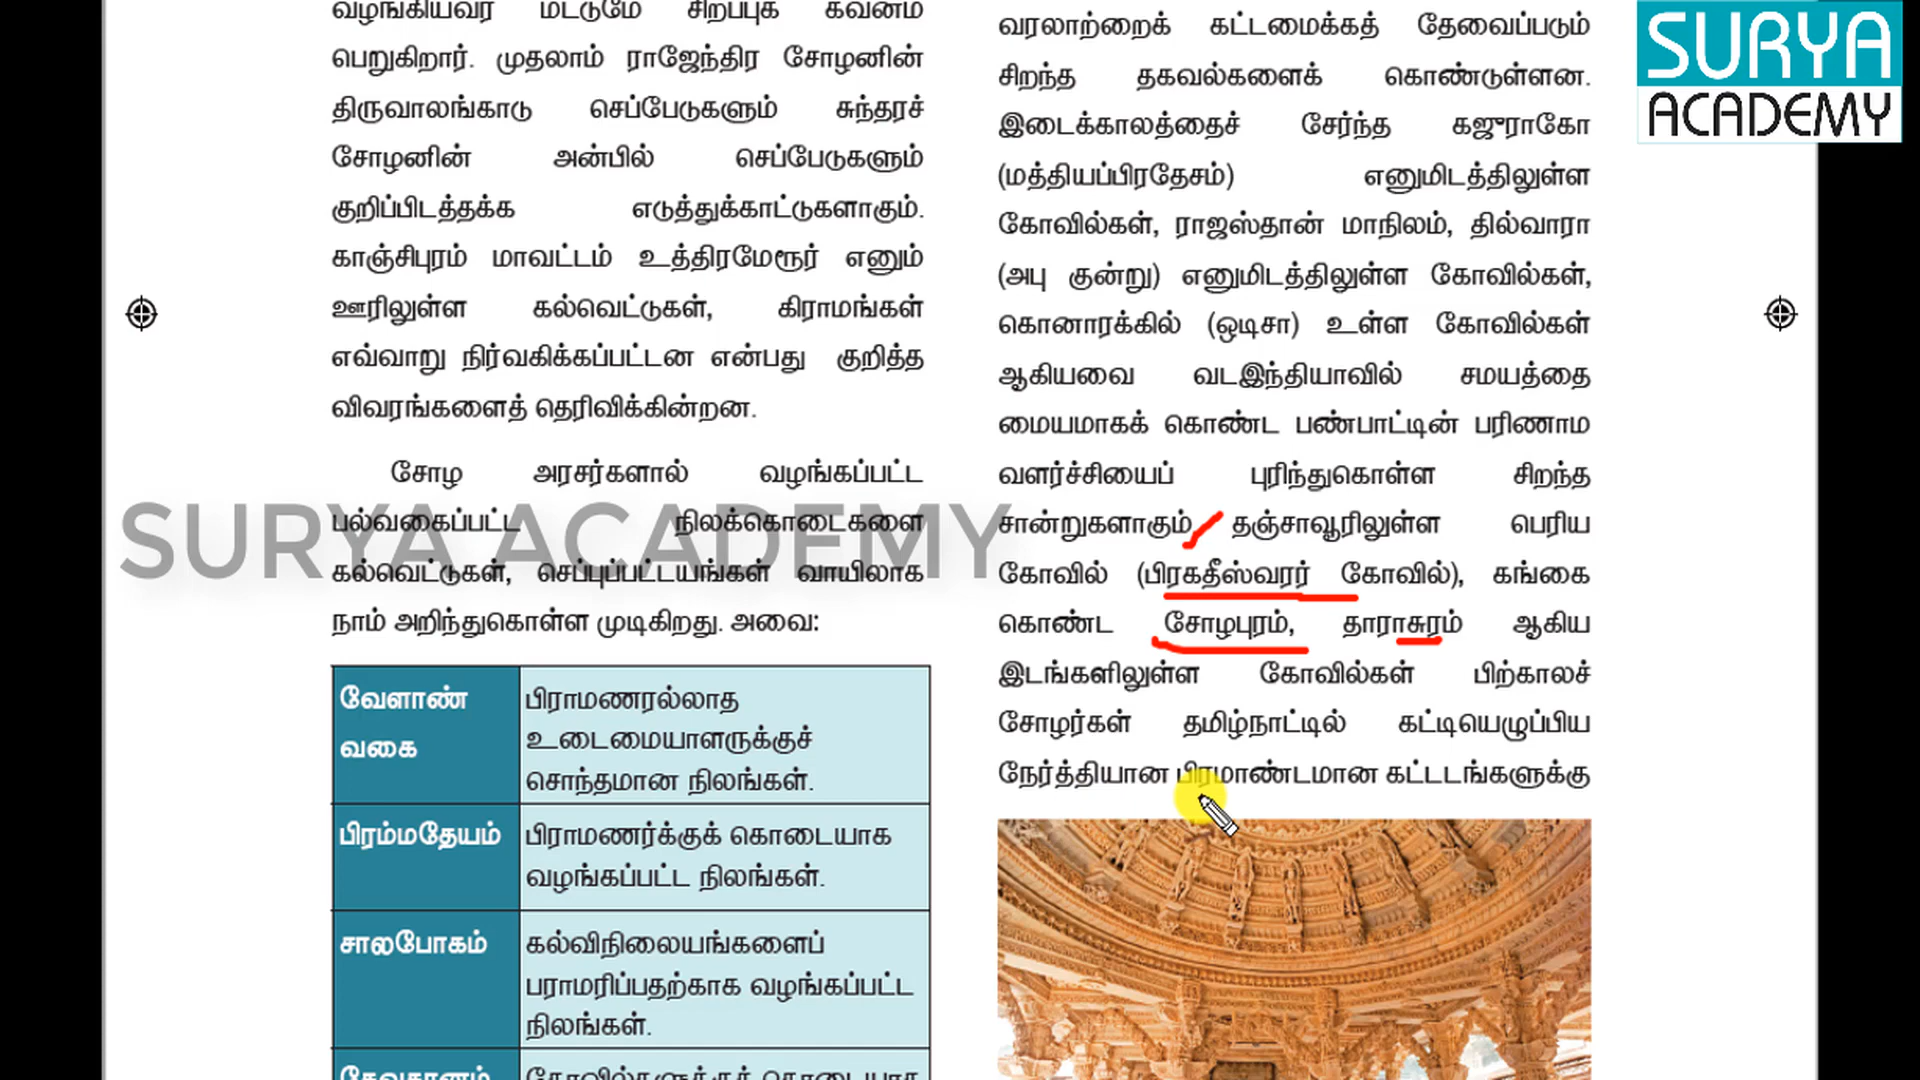 வழங்கியவர் மட்டுமே சிறப்புக் கவனம்
பெறுகிறார். முதலாம் ராஜேந்திர சோழனின்
திருவாலங்காடு செப்பேடுகளும் சுந்தரச்
சோழனின் அன்பில் செப்பேடுகளும்
குறிப்பிடத்தக்க எடுத்துக்காட்டுகளாகும்.
காஞ்சிபுரம் மாவட்டம் உத்திரமேரூர் எனும்
ஊரிலுள்ள கல்வெட்டுகள், கிராமங்கள்
எவ்வாறு நிர்வகிக்கப்பட்டன என்பது குறித்த
விவரங்களைத் தெரிவிக்கின்றன.
சோழ அரசர்களால் வழங்கப்பட்ட
பல்வகைப்பட்ட நிலக்கொடைகளை
கல்வெட்டுகள், செப்புப்பட்டயங்கள் வாயிலாக
நாம் அறிந்துகொள்ள முடிகிறது. அவை:
வேளாண் வகை
பிராமணரல்லாத
உடைமையாளருக்குச்
சொந்தமான நிலங்கள்.
பிரம்மதேயம்
பிராமணர்க்குக் கொடையாக
வழங்கப்பட்ட நிலங்கள்.
சாலபோகம்
கல்விநிலையங்களைப்
பராமரிப்பதற்காக வழங்கப்பட்ட
நிலங்கள்.
தேவதானம்
கோவில்களுக்குக் கொடையாக
வரலாற்றைக் கட்டமைக்கத் தேவைப்படும்
சிறந்த தகவல்களைக் கொண்டுள்ளன.
இடைக்காலத்தைச் சேர்ந்த கஜுராகோ
(மத்தியப்பிரதேசம்) எனுமிடத்திலுள்ள
கோவில்கள், ராஜஸ்தான் மாநிலம், தில்வாரா
(அபு குன்று) எனுமிடத்திலுள்ள கோவில்கள்,
கொனாரக்கில் (ஒடிசா) உள்ள கோவில்கள்
ஆகியவை வடஇந்தியாவில் சமயத்தை
மையமாகக் கொண்ட பண்பாட்டின் பரிணாம
வளர்ச்சியைப் புரிந்துகொள்ள சிறந்த
சான்றுகளாகும். தஞ்சாவூரிலுள்ள பெரிய
கோவில் (பிரகதீஸ்வரர் கோவில்), கங்கை
கொண்ட சோழபுரம், தாராசுரம் ஆகிய
இடங்களிலுள்ள கோவில்கள் பிற்காலச்
சோழர்கள் தமிழ்நாட்டில் கட்டியெழுப்பிய
நேர்த்தியான பிரமாண்டமான கட்டடங்களுக்கு
SURYA
ACADEMY
SURYA ACADEMY